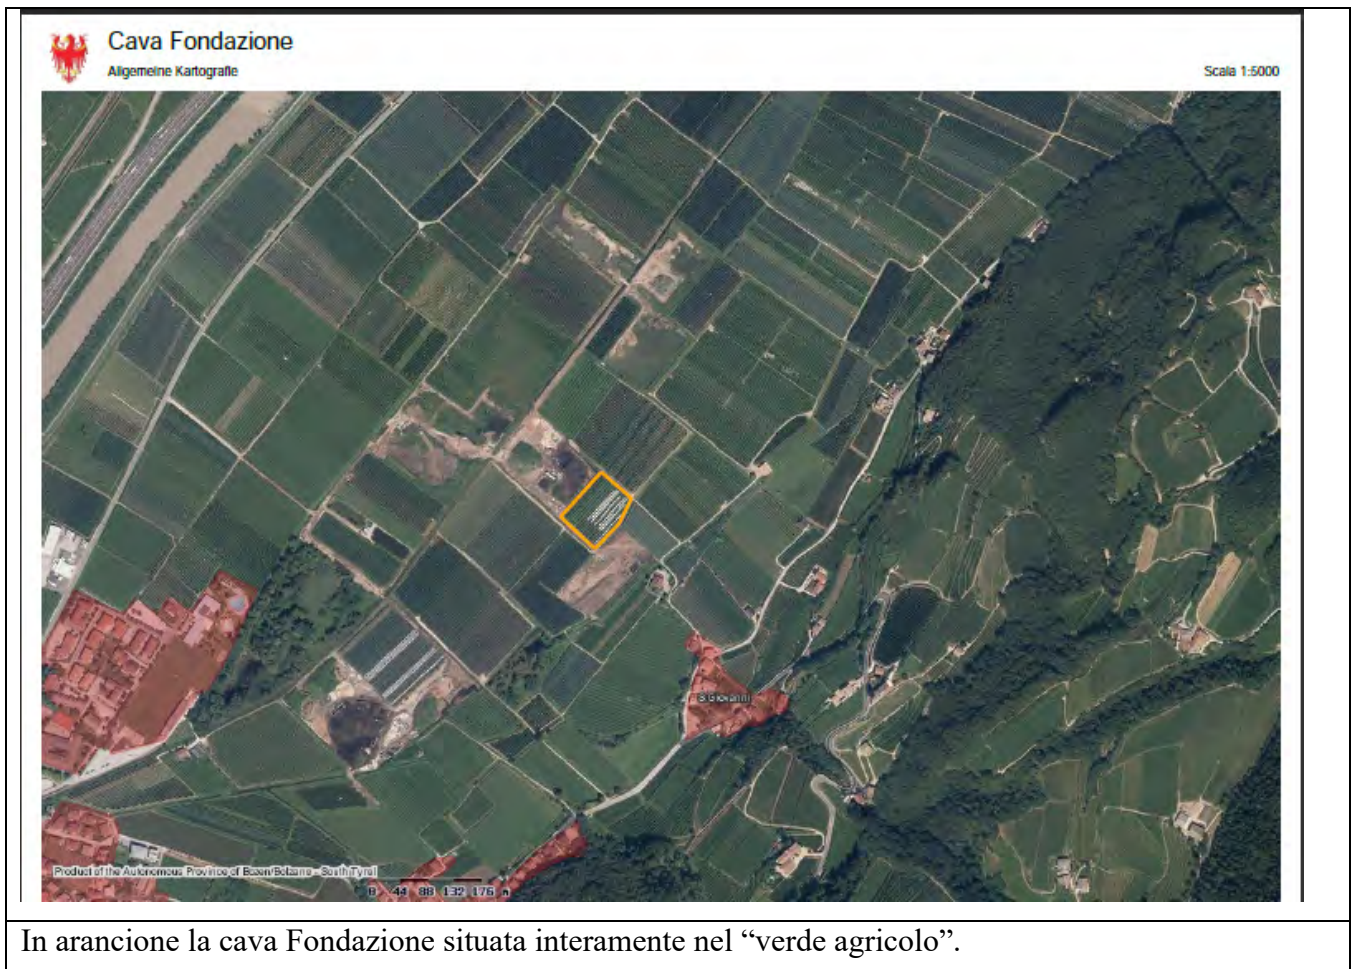 Cava Fondazione
Allgemeine Kartografie
Scala 1:5000
S.Giovanni
Product of the Autonomous Province of Bozen/Bolzano - South Tyrol
0 44 88 132 176 m
In arancione la cava Fondazione situata interamente nel “verde agricolo”.